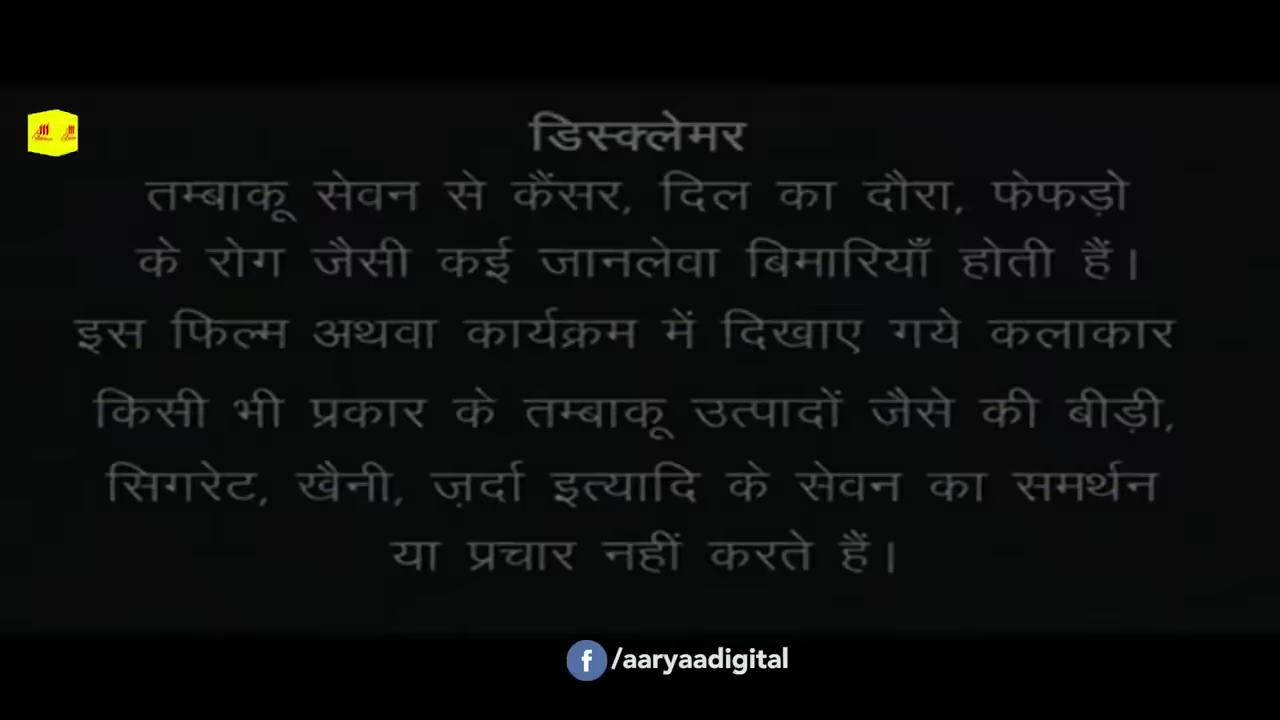 डिस्क्लेमर
तम्बाकू सेवन से कैंसर, दिल का दौरा, फेफड़ो
के रोग जैसी कई जानलेवा बिमारियाँ होती हैं।
इस फिल्म अथवा कार्यक्रम में दिखाए गये कलाकार
किसी भी प्रकार के तम्बाकू उत्पादों जैसे की बीड़ी,
सिगरेट, खैनी, ज़र्दा इत्यादि के सेवन का समर्थन
या प्रचार नहीं करते हैं।
f /aaryaadigital